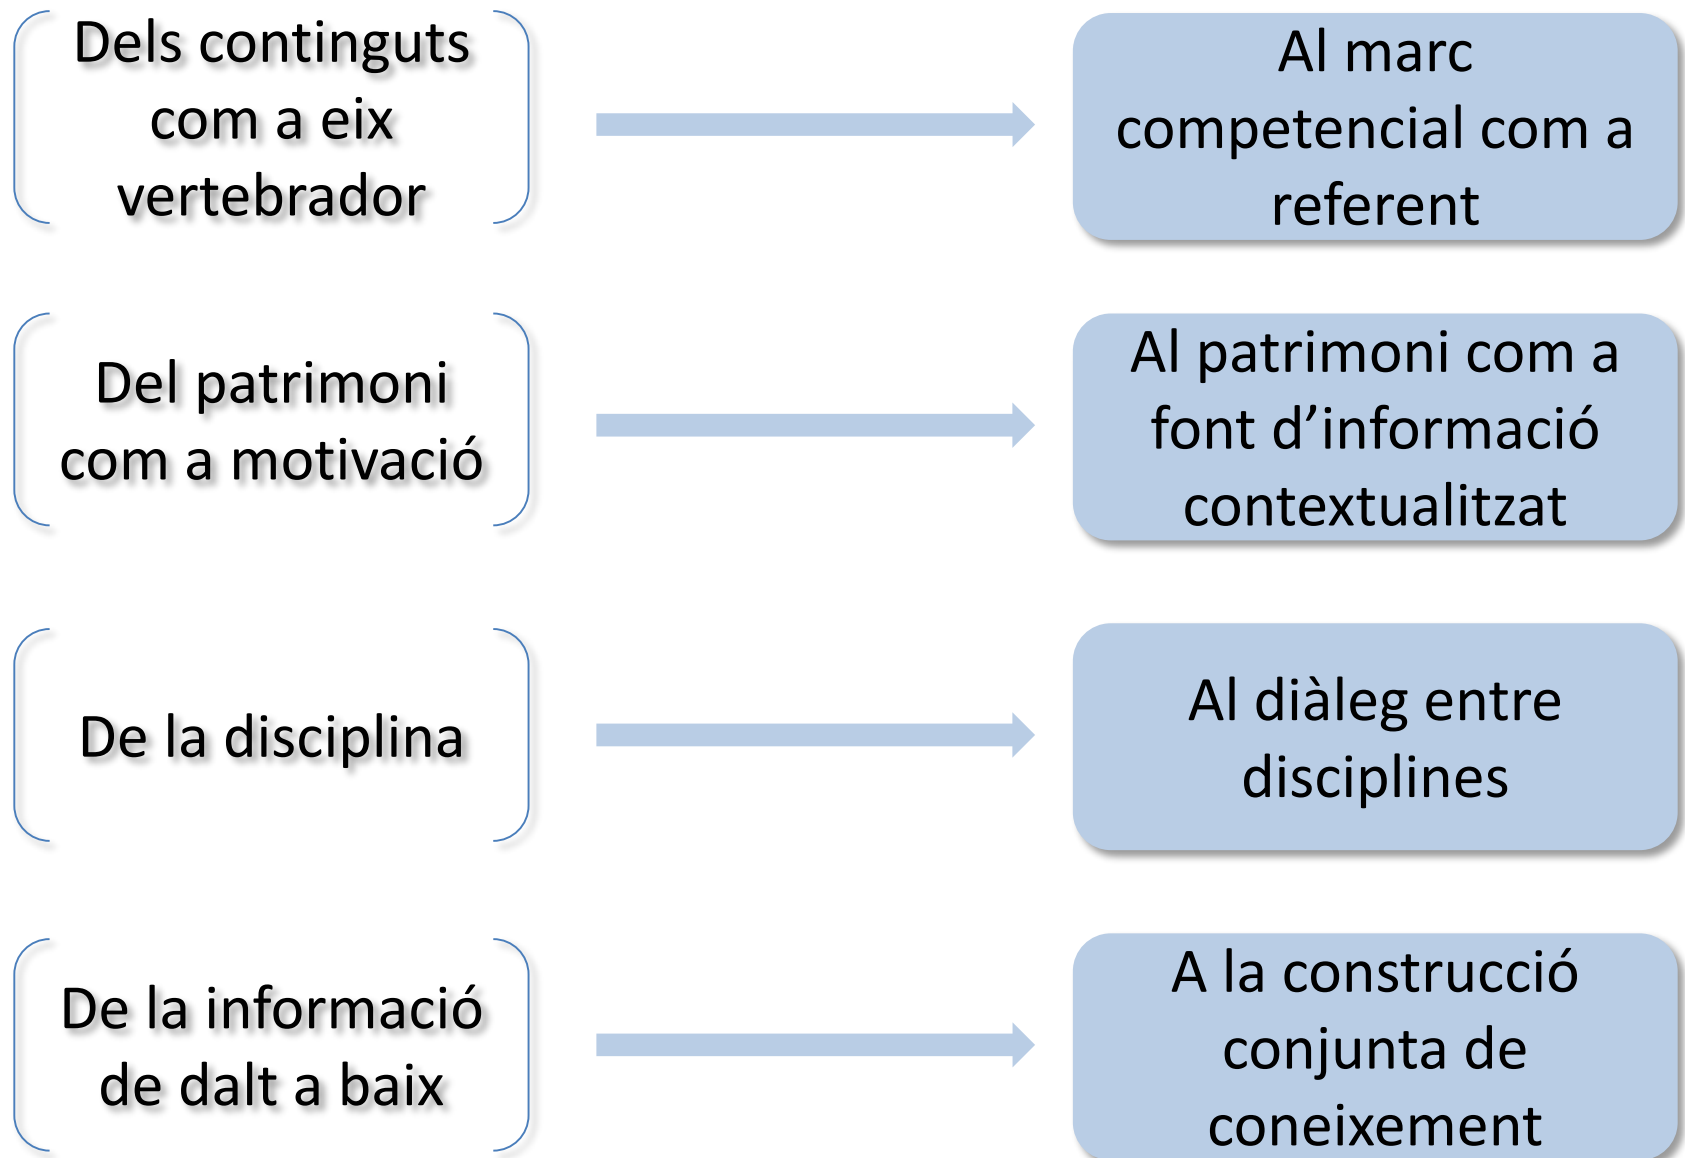 Dels continguts
com a eix
vertebrador
Al marc
competencial com a
referent
Del patrimoni
com a motivació
Al patrimoni com a
font d’informació
contextualitzat
De la disciplina
Al diàleg entre
disciplines
De la informació
de dalt a baix
A la construcció
conjunta de
coneixement